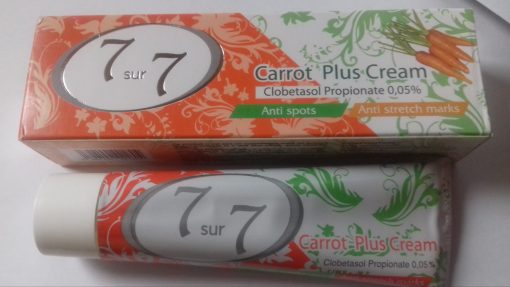 7 sur 7
Carrot Plus Cream
Clobetasol Propionate 0,05%
Anti spots
Anti stretch marks
7 sur 7
Carrot Plus Cream
Clobetasol Propionate 0,05%